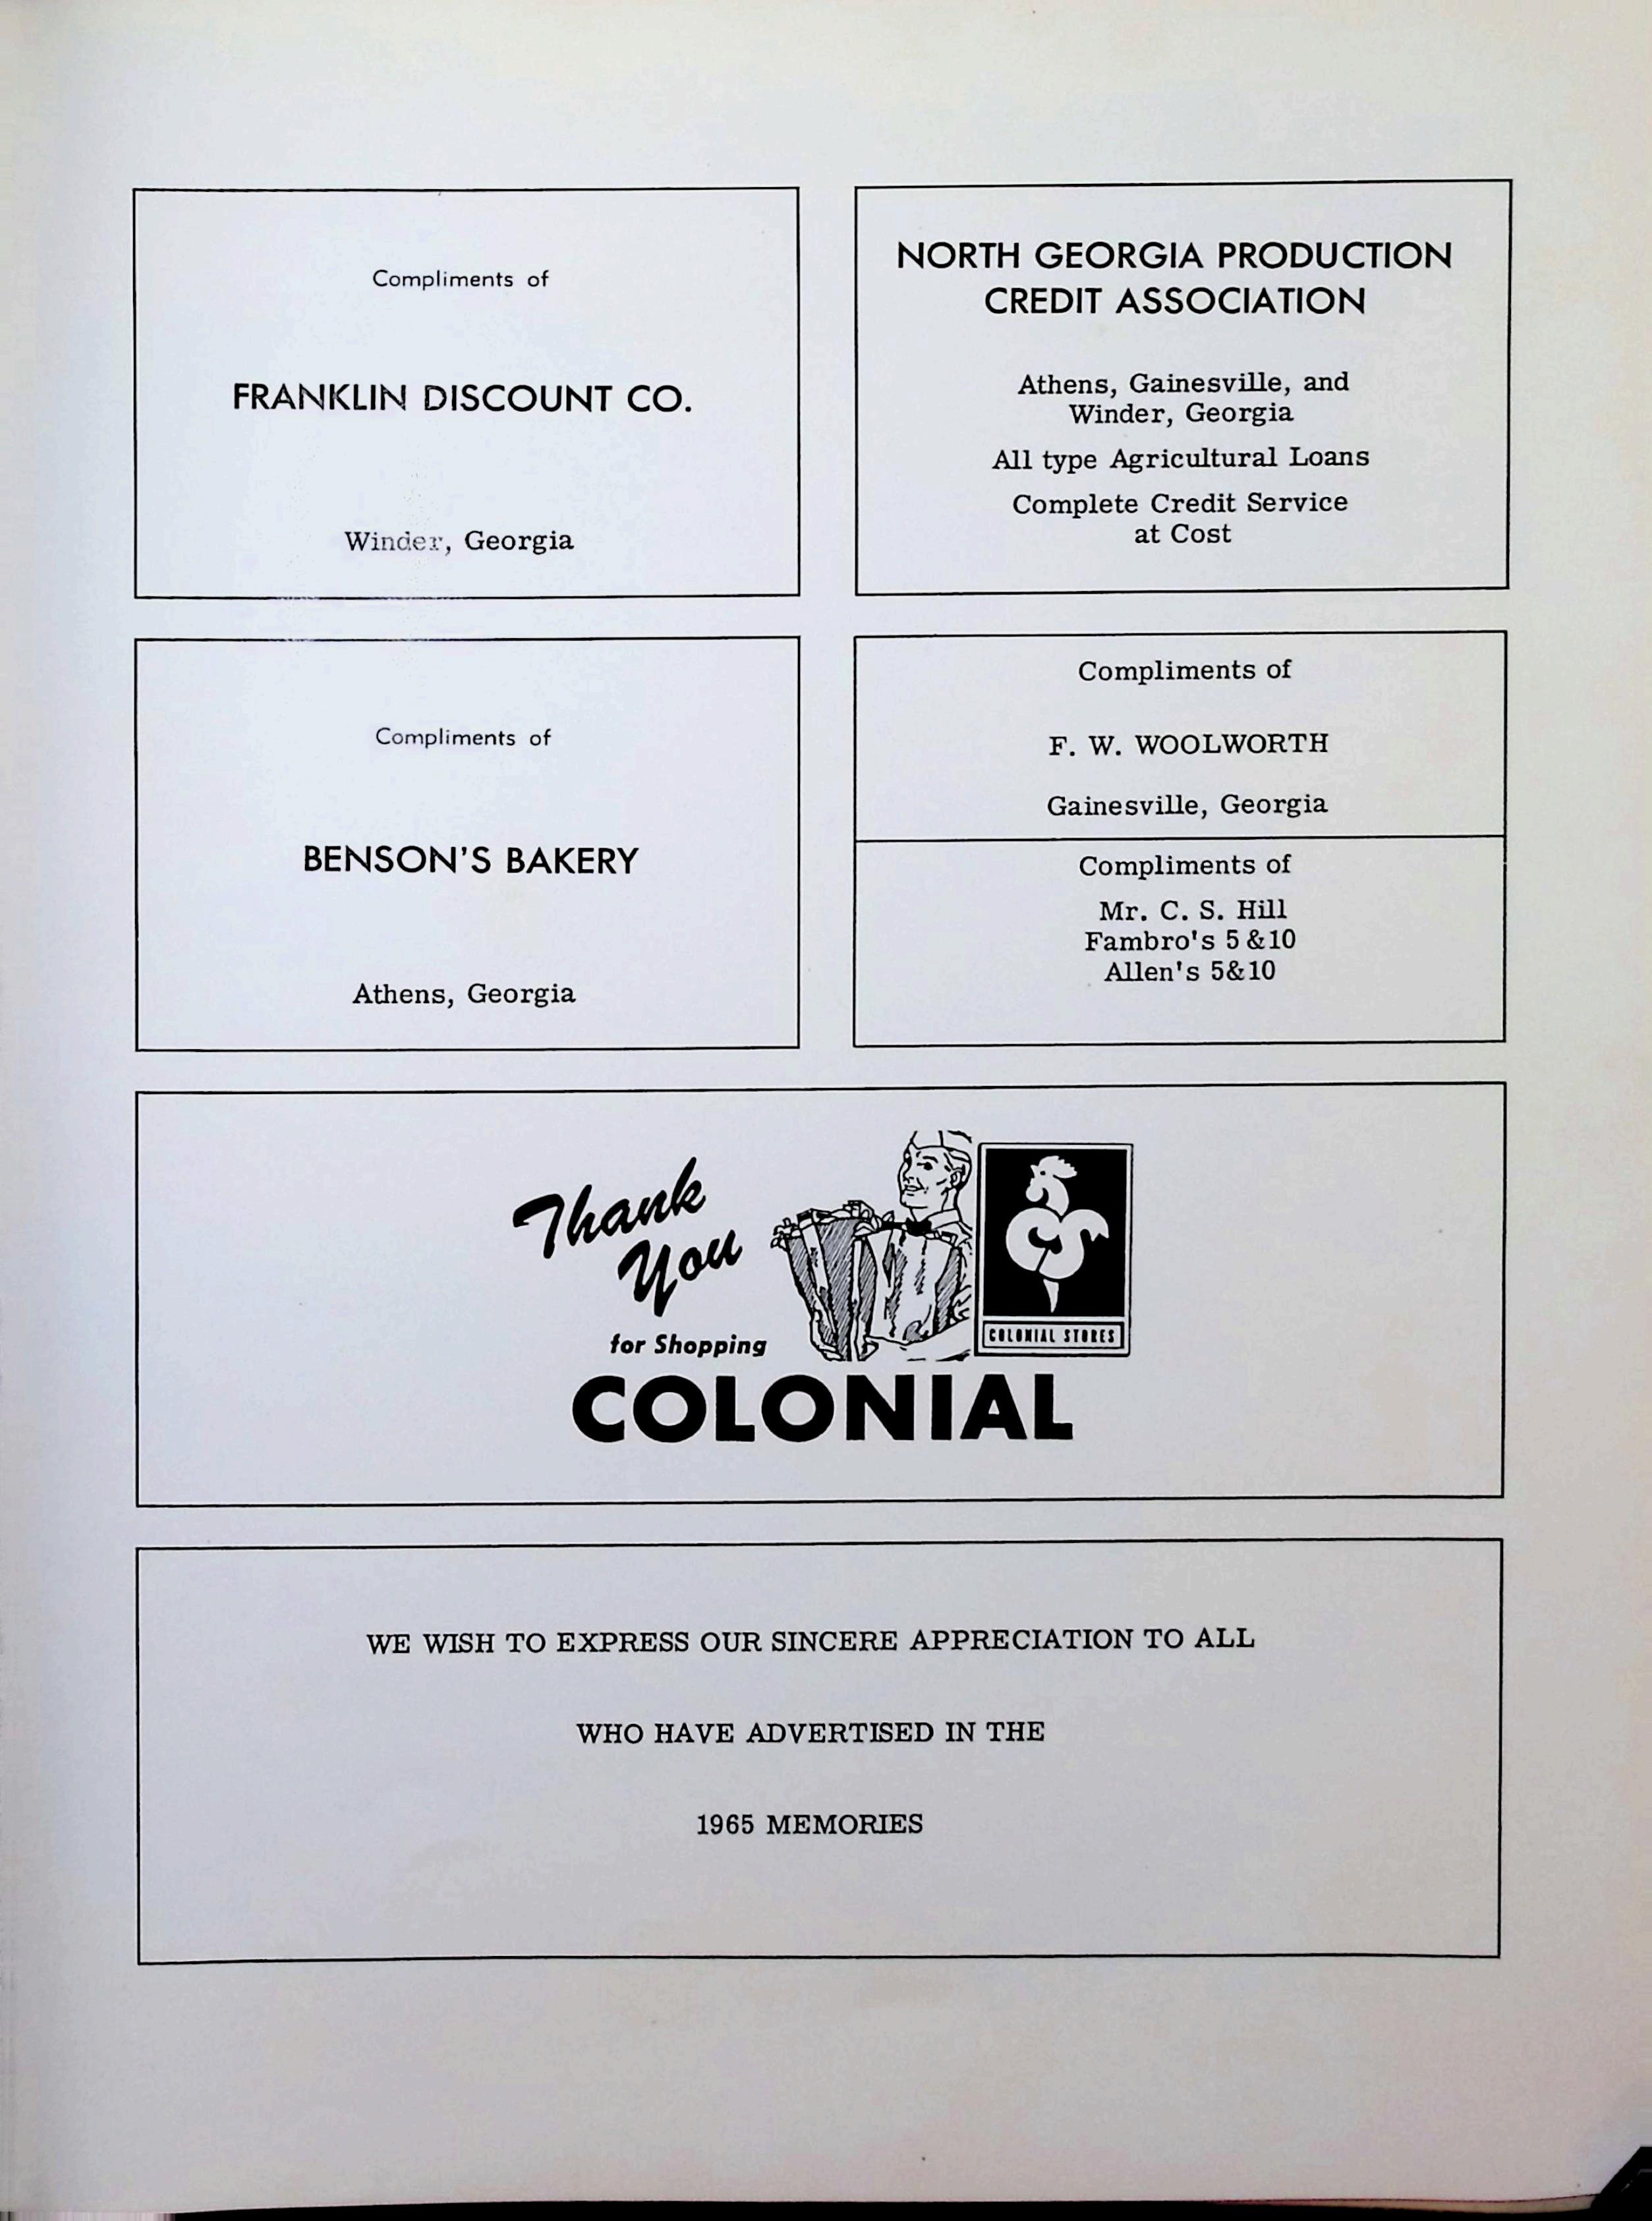 Compliments of
FRANKLIN DISCOUNT CO.
Winder, Georgia
NORTH GEORGIA PRODUCTION
CREDIT ASSOCIATION
Athens, Gainesville, and
Winder, Georgia
All type Agricultural Loans
Complete Credit Service
at Cost
Compliments of
BENSON'S BAKERY
Athens, Georgia
Compliments of
F. W. WOOLWORTH
Gainesville, Georgia
Compliments of
Mr. C. S. Hill
Fambro's 5&10
Allen's 5&10
Thank
You
for Shopping
COLONIAL
CS
COLONIAL STORES
WE WISH TO EXPRESS OUR SINCERE APPRECIATION TO ALL
WHO HAVE ADVERTISED IN THE
1965 MEMORIES